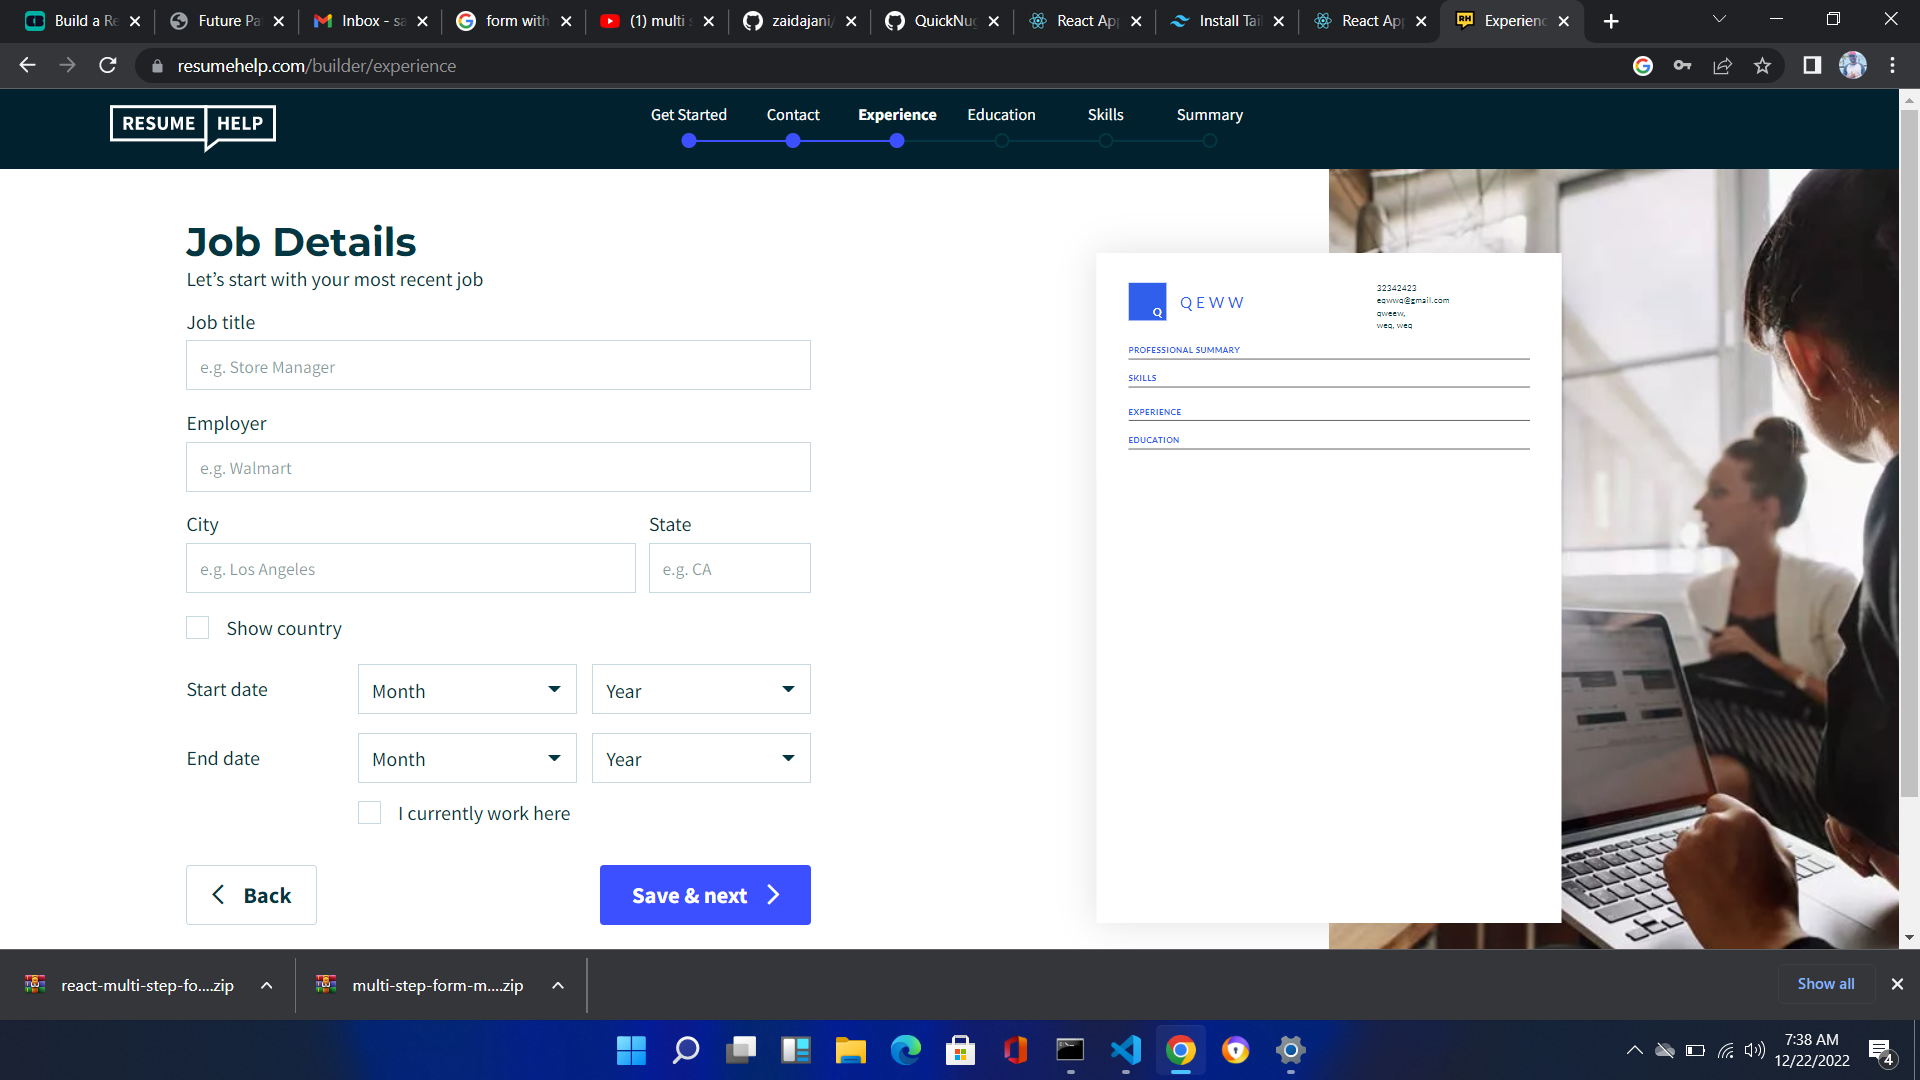 Build a Re
Future Pa
Inbox - sa
form with
(1) multi s
zaidajani/
QuickNug
React App
Install Tail
React App
RH
Experienc
resumehelp.com/builder/experience
RESUME HELP
Get Started
Contact
Experience
Education
Skills
Summary
Job Details
Let's start with your most recent job
Job title
e.g. Store Manager
Employer
e.g. Walmart
City
State
e.g. Los Angeles
e.g. CA
Show country
Start date
Month
Year
End date
Month
Year
I currently work here
Back
Save & next
Q
QEWW
32342423
eqwwq@gmail.com
qweew,
weq, weq
PROFESSIONAL SUMMARY
SKILLS
EXPERIENCE
EDUCATION
react-multi-step-fo....zip
multi-step-form-m....zip
Show all
7:38 AM
12/22/2022
4